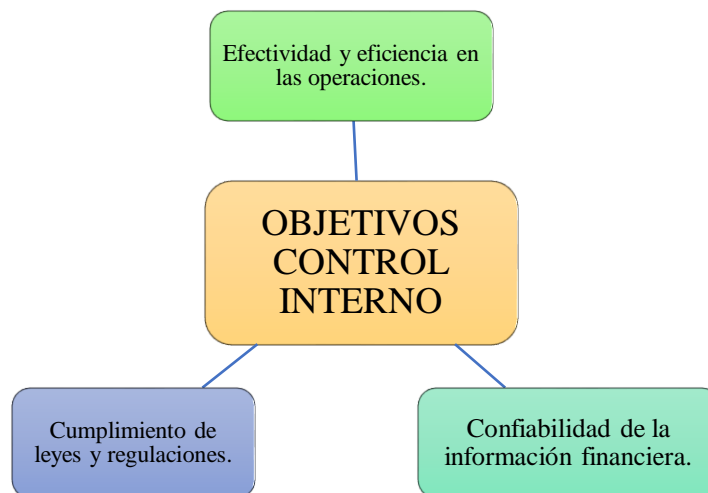 Efectividad y eficiencia en
las operaciones.
OBJETIVOS
CONTROL
INTERNO
Cumplimiento de
leyes y regulaciones.
Confiabilidad de la
información financiera.